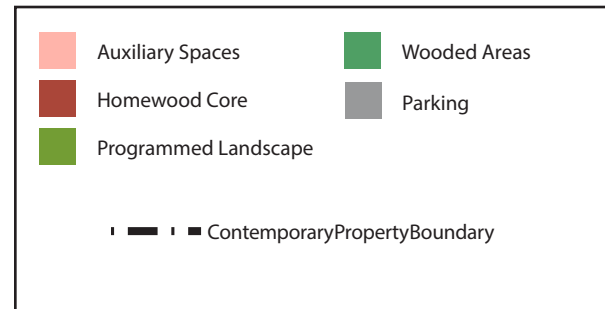 Auxiliary Spaces
Homewood Core
Programmed Landscape
Wooded Areas
Parking
ContemporaryPropertyBoundary